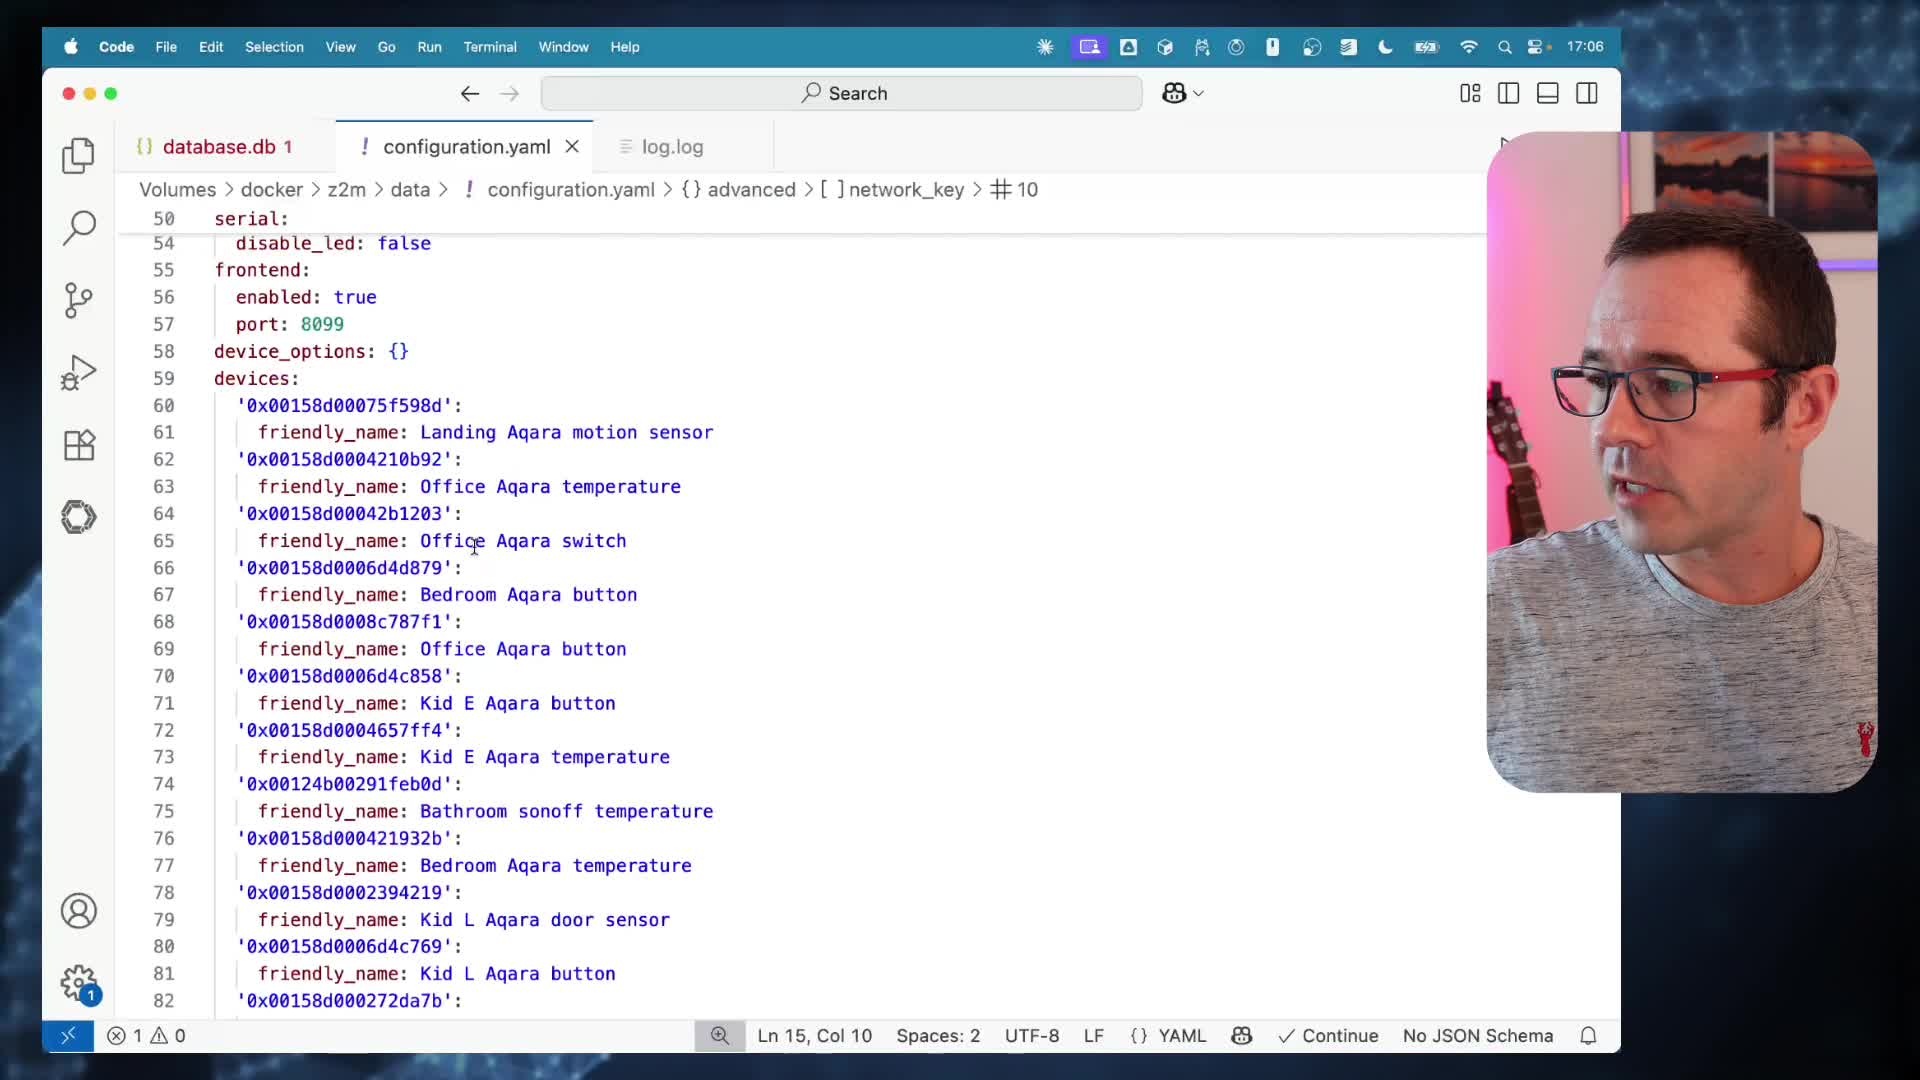 Code File Edit Selection View Go Run Terminal Window Help 17:06
Search
database.db 1 configuration.yaml log.log
Volumes > docker > z2m > data > ! configuration.yaml > {} advanced > [ ] network_key > # 10
50 serial:
54 disable_led: false
55 frontend:
56 enabled: true
57 port: 8099
58 device_options: {}
59 devices:
60 '0x00158d00075f598d':
61 friendly_name: Landing Aqara motion sensor
62 '0x00158d0004210b92':
63 friendly_name: Office Aqara temperature
64 '0x00158d00042b1203':
65 friendly_name: Office Aqara switch
66 '0x00158d0006d4d879':
67 friendly_name: Bedroom Aqara button
68 '0x00158d0008c787f1':
69 friendly_name: Office Aqara button
70 '0x00158d0006d4c858':
71 friendly_name: Kid E Aqara button
72 '0x00158d0004657ff4':
73 friendly_name: Kid E Aqara temperature
74 '0x00124b00291feb0d':
75 friendly_name: Bathroom sonoff temperature
76 '0x00158d000421932b':
77 friendly_name: Bedroom Aqara temperature
78 '0x00158d0002394219':
79 friendly_name: Kid L Aqara door sensor
80 '0x00158d0006d4c769':
81 friendly_name: Kid L Aqara button
82 '0x00158d000272da7b':
1
1 0 Ln 15, Col 10 Spaces: 2 UTF-8 LF {} YAML Continue No JSON Schema